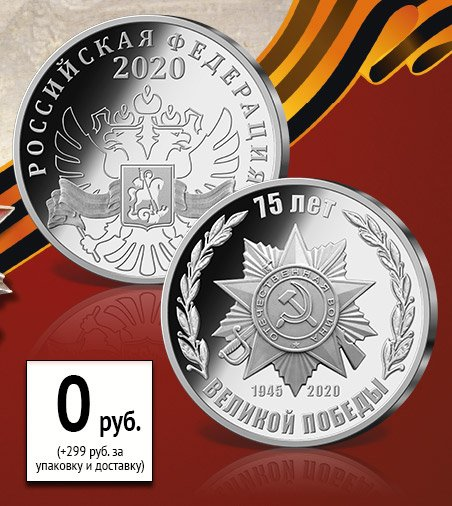 РОССИЙСКАЯ ФЕДЕРАЦИЯ
2020
75 лет
ОТЕЧЕСТВЕННАЯ ВОЙНА
1945 2020
ВЕЛИКОЙ ПОБЕДЫ
0 руб.
(+299 руб. за
упаковку и доставку)